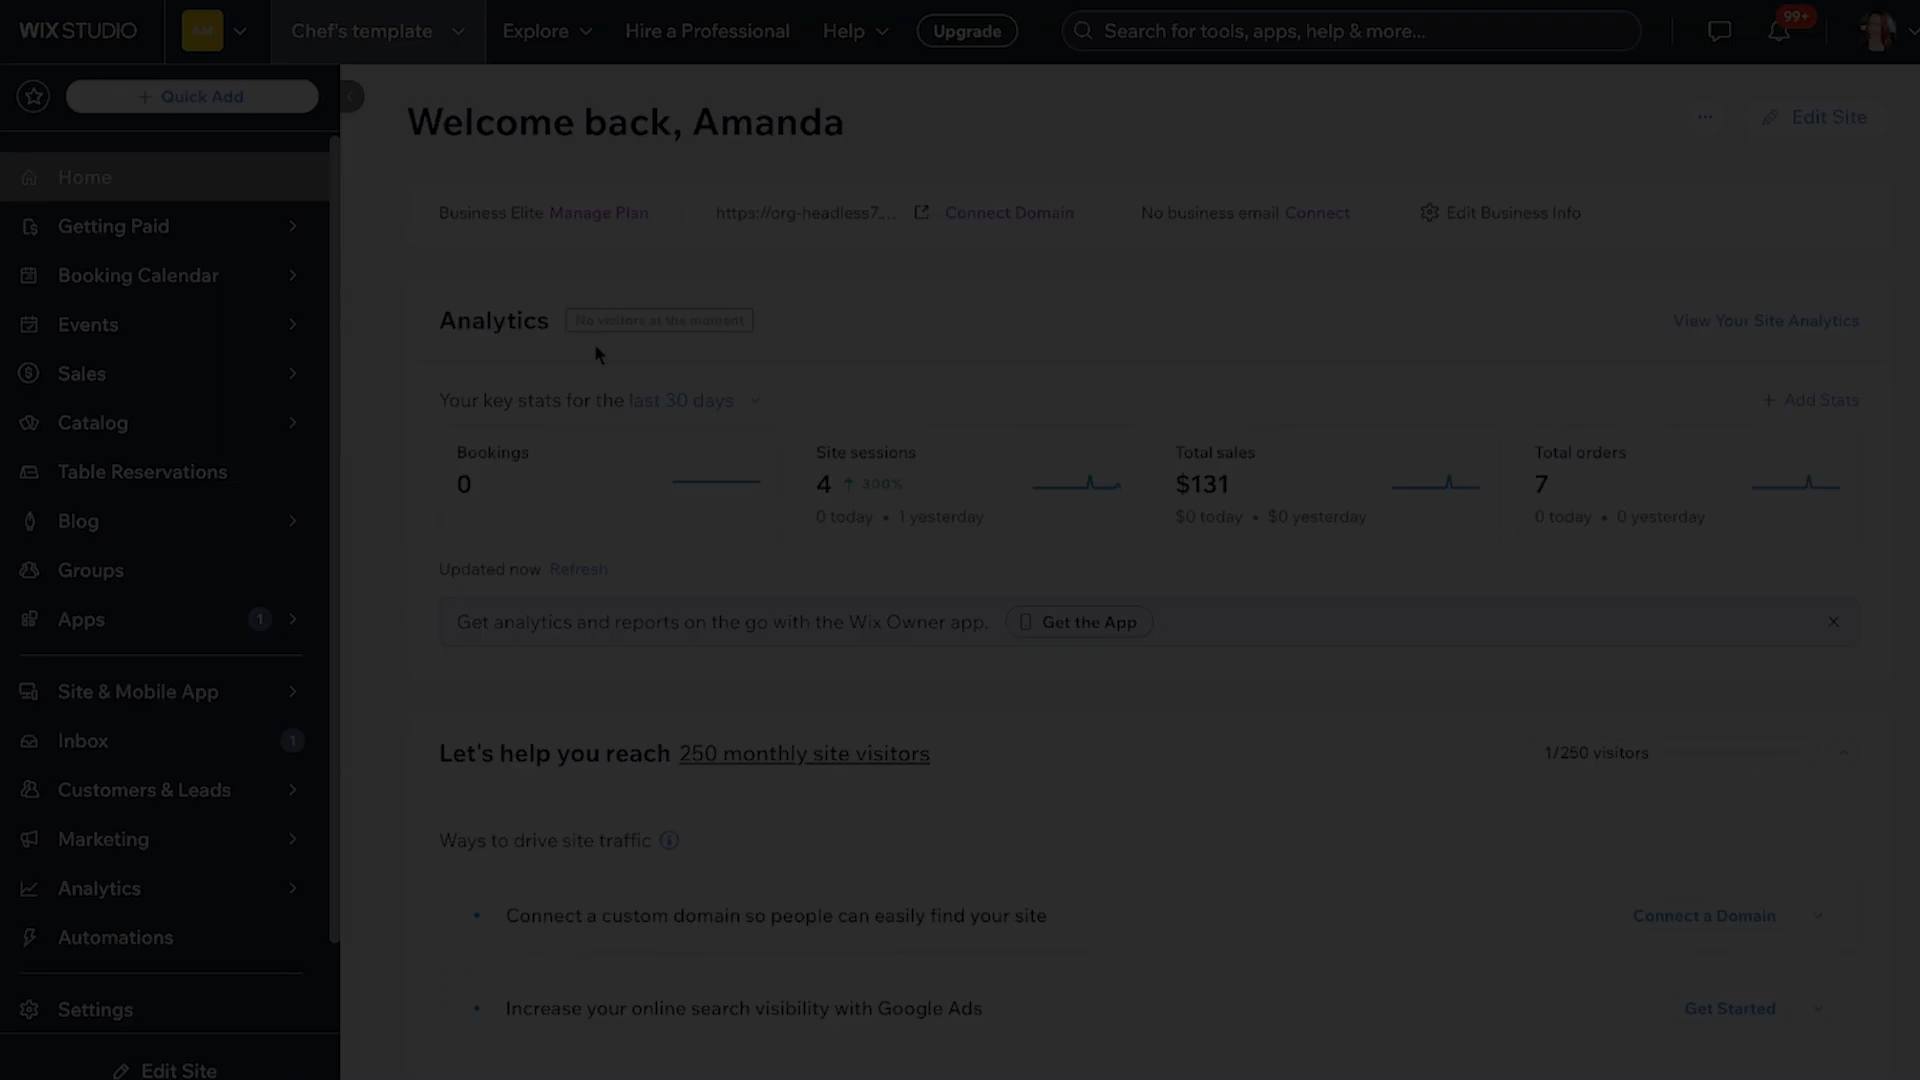 WIX STUDIO
AM
Chef's template
Explore
Hire a Professional
Help
Upgrade
Search for tools, apps, help & more...
99+
Quick Add
Home
Getting Paid
Booking Calendar
Events
Sales
Catalog
Table Reservations
Blog
Groups
Apps 1
Site & Mobile App
Inbox 1
Customers & Leads
Marketing
Analytics
Automations
Settings
Edit Site
Welcome back, Amanda
... Edit Site
Business Elite Manage Plan
https://org-headless7.... Connect Domain
No business email Connect
Edit Business Info
Analytics No visitors at the moment
View Your Site Analytics
Your key stats for the last 30 days
+ Add Stats
Bookings
0
Site sessions
4 ↑ 300%
0 today • 1 yesterday
Total sales
$131
$0 today • $0 yesterday
Total orders
7
0 today • 0 yesterday
Updated now Refresh
Get analytics and reports on the go with the Wix Owner app. Get the App
Let's help you reach 250 monthly site visitors
1/250 visitors
Ways to drive site traffic
• Connect a custom domain so people can easily find your site
Connect a Domain
• Increase your online search visibility with Google Ads
Get Started